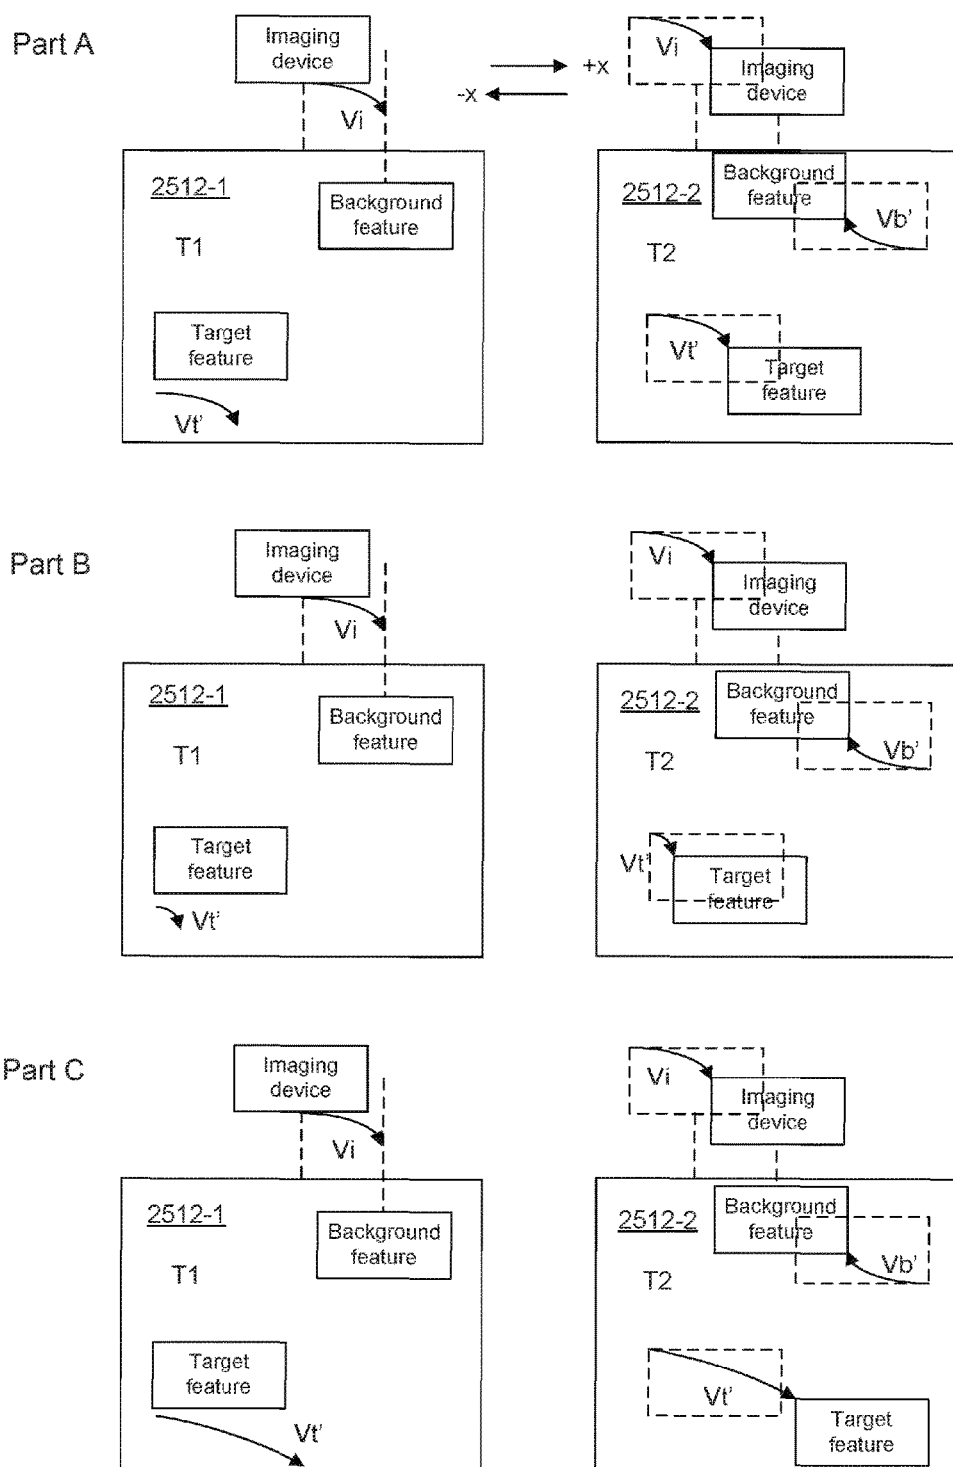 Part A
Imaging
device
Vi
+x
-x
Vi
Imaging
device
2512-1
T1
Background
feature
Target
feature
Vt'
2512-2
T2
Background
feature
Vb'
Vt'
Target
feature
Part B
Imaging
device
Vi
Vi
Imaging
device
2512-1
T1
Background
feature
Target
feature
Vt'
2512-2
T2
Background
feature
Vb'
Vt'
Target
feature
Part C
Imaging
device
Vi
Vi
Imaging
device
2512-1
T1
Background
feature
Target
feature
Vt'
2512-2
T2
Background
feature
Vb'
Vt'
Target
feature